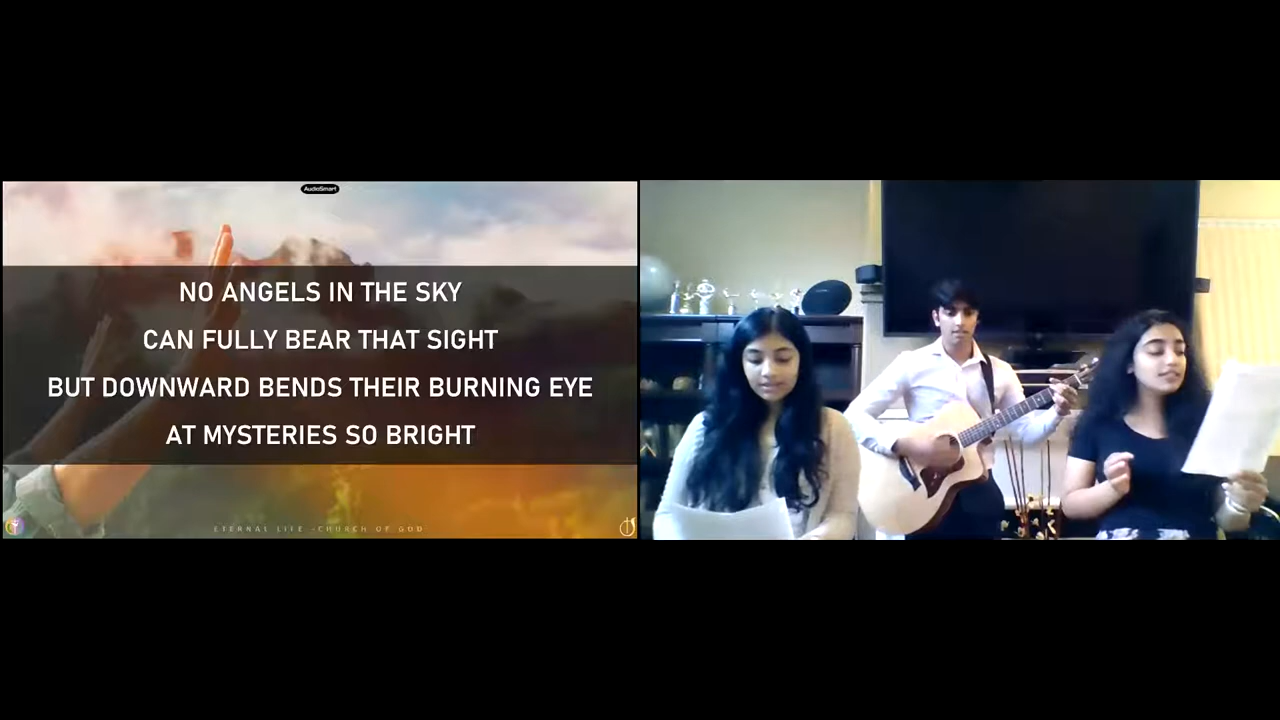 AudioSmart
NO ANGELS IN THE SKY
CAN FULLY BEAR THAT SIGHT
BUT DOWNWARD BENDS THEIR BURNING EYE
AT MYSTERIES SO BRIGHT
ETERNAL LIFE CHURCH OF GOD